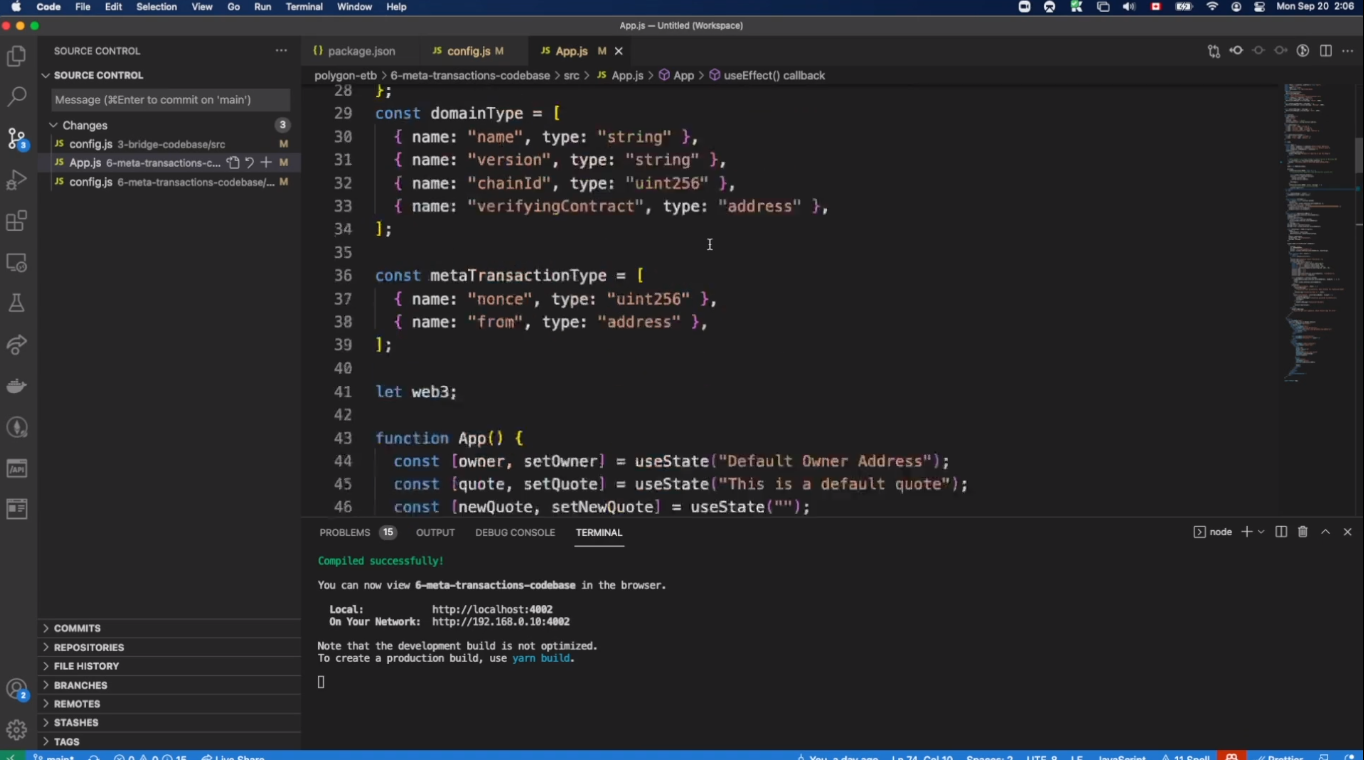 Code File Edit Selection View Go Run Terminal Window Help Mon Sep 20 2:06
App.js — Untitled (Workspace)
SOURCE CONTROL
package.json
JS config.js M
JS App.js M
polygon-etb > 6-meta-transactions-codebase > src > JS App.js > App > useEffect() callback
SOURCE CONTROL
Message (⌘Enter to commit on 'main')
Changes 3
JS config.js 3-bridge-codebase/src M
JS App.js 6-meta-transactions-c... M
JS config.js 6-meta-transactions-codebase/... M
COMMITS
REPOSITORIES
FILE HISTORY
BRANCHES
REMOTES
STASHES
TAGS
28 };
29 const domainType = [
30 { name: "name", type: "string" },
31 { name: "version", type: "string" },
32 { name: "chainId", type: "uint256" },
33 { name: "verifyingContract", type: "address" },
34 ];
35
36 const metaTransactionType = [
37 { name: "nonce", type: "uint256" },
38 { name: "from", type: "address" },
39 ];
40
41 let web3;
42
43 function App() {
44 const [owner, setOwner] = useState("Default Owner Address");
45 const [quote, setQuote] = useState("This is a default quote");
46 const [newQuote, setNewQuote] = useState("");
PROBLEMS 15 OUTPUT DEBUG CONSOLE TERMINAL node
Compiled successfully!
You can now view 6-meta-transactions-codebase in the browser.
Local: http://localhost:4002
On Your Network: http://192.168.0.10:4002
Note that the development build is not optimized.
To create a production build, use yarn build.
main* 0 0 15 Live Share You, a day ago Ln 74, Col 10 Spaces: 2 UTF-8 LF JavaScript 11 Spell Prettier